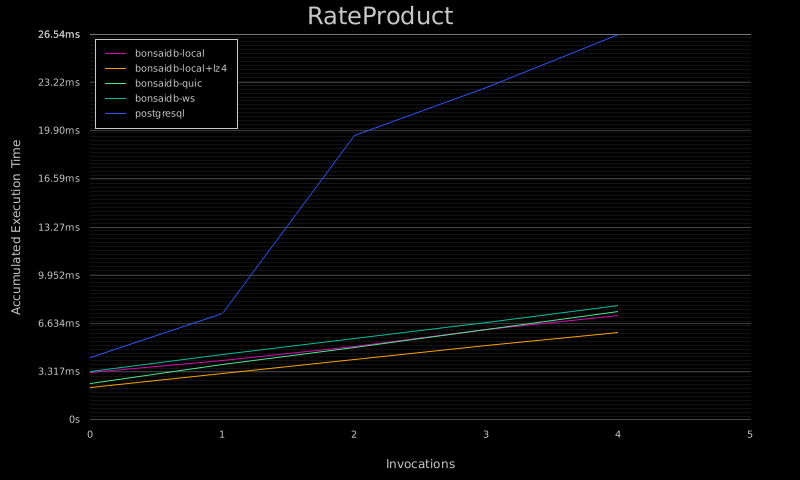 RateProduct
26.54ms
23.22ms
19.90ms
16.59ms
13.27ms
9.952ms
6.634ms
3.317ms
0s
bonsaidb-local
bonsaidb-local+lz4
bonsaidb-quic
bonsaidb-ws
postgresql
Accumulated Execution Time
0 1 2 3 4 5
Invocations